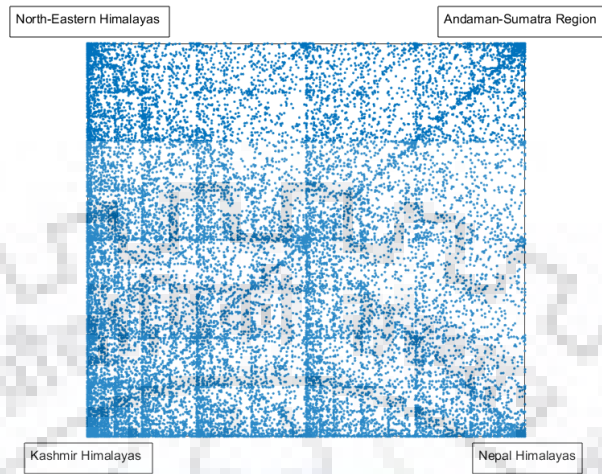 North-Eastern Himalayas
Andaman-Sumatra Region
Kashmir Himalayas
Nepal Himalayas